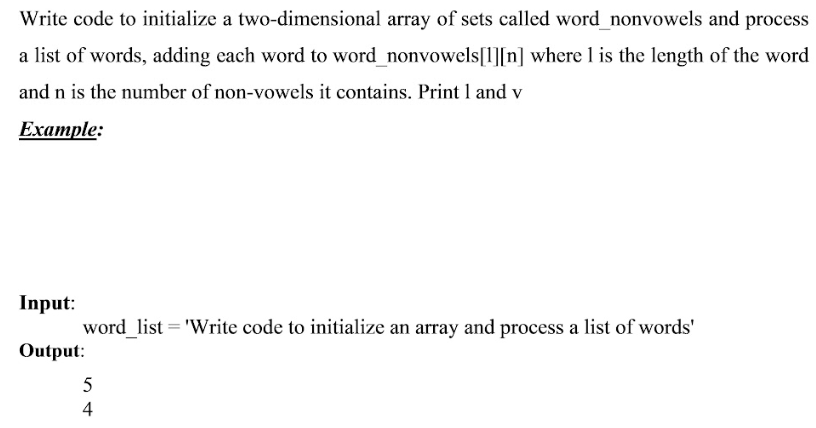 Write code to initialize a two-dimensional array of sets called word_nonvowels and process
a list of words, adding each word to word_nonvowels[l][n] where l is the length of the word
and n is the number of non-vowels it contains. Print l and v
Example:
Input:
word_list = 'Write code to initialize an array and process a list of words'
Output:
5
4